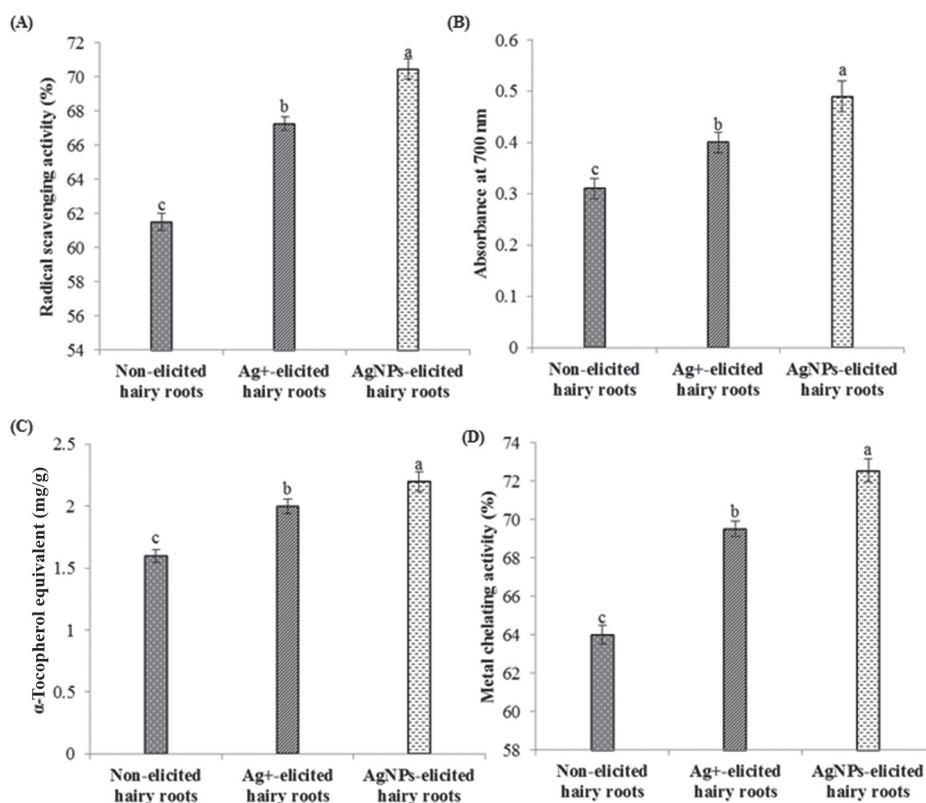 (A)
Radical scavenging activity (%)
72
70
68
66
64
62
60
58
56
54
c
b
a
Non-elicited
hairy roots
Ag+-elicited
hairy roots
AgNPs-elicited
hairy roots
(B)
Absorbance at 700 nm
0.6
0.5
0.4
0.3
0.2
0.1
0
c
b
a
Non-elicited
hairy roots
Ag+-elicited
hairy roots
AgNPs-elicited
hairy roots
(C)
α-Tocopherol equivalent (mg/g)
2.5
2
1.5
1
0.5
0
c
b
a
Non-elicited
hairy roots
Ag+-elicited
hairy roots
AgNPs-elicited
hairy roots
(D)
Metal chelating activity (%)
74
72
70
68
66
64
62
60
58
c
b
a
Non-elicited
hairy roots
Ag+-elicited
hairy roots
AgNPs-elicited
hairy roots